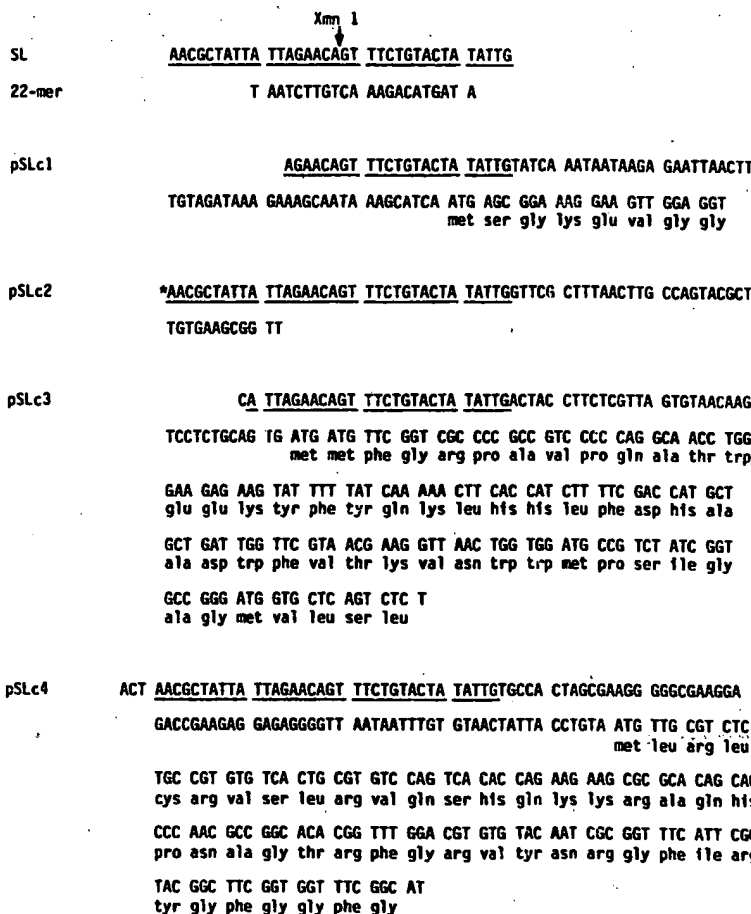 Xmn 1
SL AACGCTATTA TTAGAACAGT TTCTGTACTA TATTG
22-mer T AATCTTGTCA AAGACATGAT A
pSLc1 AGAACAGT TTCTGTACTA TATTGTATCA AATAATAAGA GAATTAACTT
TGTAGATAAA GAAAGCAATA AAGCATCA ATG AGC GGA AAG GAA GTT GGA GGT
met ser gly lys glu val gly gly
pSLc2 *AACGCTATTA TTAGAACAGT TTCTGTACTA TATTGGTTCG CTTTAACTTG CCAGTACGCT
TGTGAAGCGG TT
pSLc3 CA TTAGAACAGT TTCTGTACTA TATTGACTAC CTTCTCGTTA GTGTAACAAG
TCCTCTGCAG TG ATG ATG TTC GGT CGC CCC GCC GTC CCC CAG GCA ACC TGG
met met phe gly arg pro ala val pro gln ala thr trp
GAA GAG AAG TAT TTT TAT CAA AAA CTT CAC CAT CTT TTC GAC CAT GCT
glu glu lys tyr phe tyr gln lys leu his his leu phe asp his ala
GCT GAT TGG TTC GTA ACG AAG GTT AAC TGG TGG ATG CCG TCT ATC GGT
ala asp trp phe val thr lys val asn trp trp met pro ser ile gly
GCC GGG ATG GTG CTC AGT CTC T
ala gly met val leu ser leu
pSLc4 ACT AACGCTATTA TTAGAACAGT TTCTGTACTA TATTGTGCCA CTAGCGAAGG GGGCGAAGGA
GACCGAAGAG GAGAGGGGTT AATAATTTGT GTAACTATTA CCTGTA ATG TTG CGT CTC
met leu arg leu
TGC CGT GTG TCA CTG CGT GTC CAG TCA CAC CAG AAG AAG CGC GCA CAG CAC
cys arg val ser leu arg val gln ser his gln lys lys arg ala gln his
CCC AAC GCC GGC ACA CGG TTT GGA CGT GTG TAC AAT CGC GGT TTC ATT CGG
pro asn ala gly thr arg phe gly arg val tyr asn arg gly phe ile arg
TAC GGC TTC GGT GGT TTC GGC AT
tyr gly phe gly gly phe gly